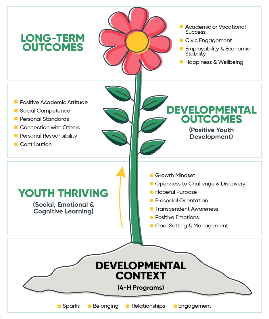 LONG-TERM
OUTCOMES
Academic or Vocational
Success
Civic Engagement
Employability & Economic
Stability
Happiness & Wellbeing
Positive Academic Attitude
Social Competence
Personal Standards
Connection with Others
Personal Responsibility
Contribution
DEVELOPMENTAL
OUTCOMES
(Positive Youth
Development)
YOUTH THRIVING
(Social, Emotional &
Cognitive Learning)
Growth Mindset
Openness to Challenge & Discovery
Hopeful Purpose
Prosocial Orientation
Transcendent Awareness
Positive Emotions
Goal Setting & Management
DEVELOPMENTAL
CONTEXT
(4-H Programs)
Sparks
Belonging
Relationships
Engagement